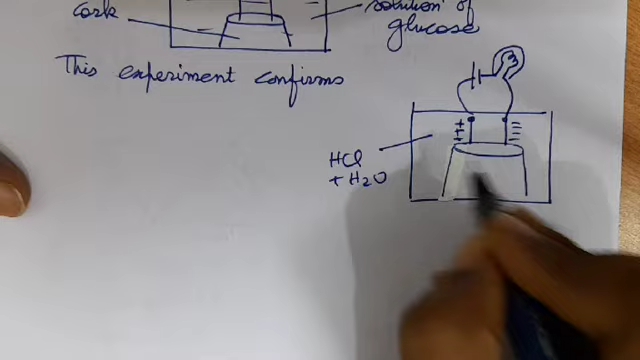 cork
solution of
glucose
This experiment confirms
HCl
+ H2O